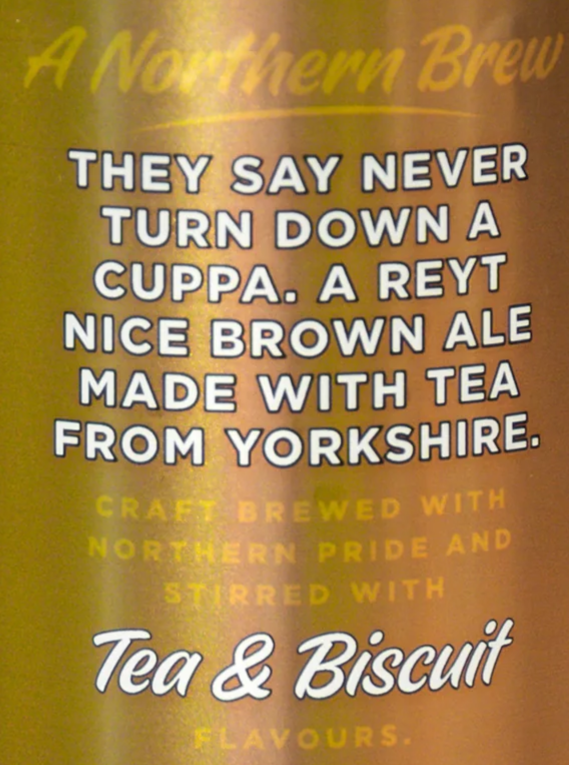 A Northern Brew
THEY SAY NEVER
TURN DOWN A
CUPPA. A REYT
NICE BROWN ALE
MADE WITH TEA
FROM YORKSHIRE.
CRAFT BREWED WITH
NORTHERN PRIDE AND
STIRRED WITH
Tea & Biscuit
FLAVOURS.